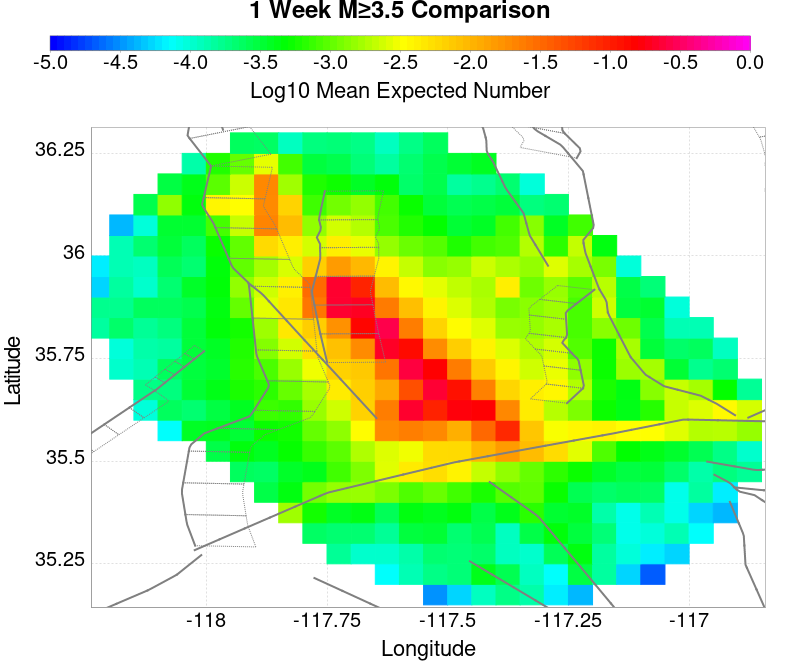 1 Week M≥3.5 Comparison
-5.0 -4.5 -4.0 -3.5 -3.0 -2.5 -2.0 -1.5 -1.0 -0.5 0.0
Log10 Mean Expected Number
36.25
36
35.75
35.5
35.25
Latitude
-118 -117.75 -117.5 -117.25 -117
Longitude